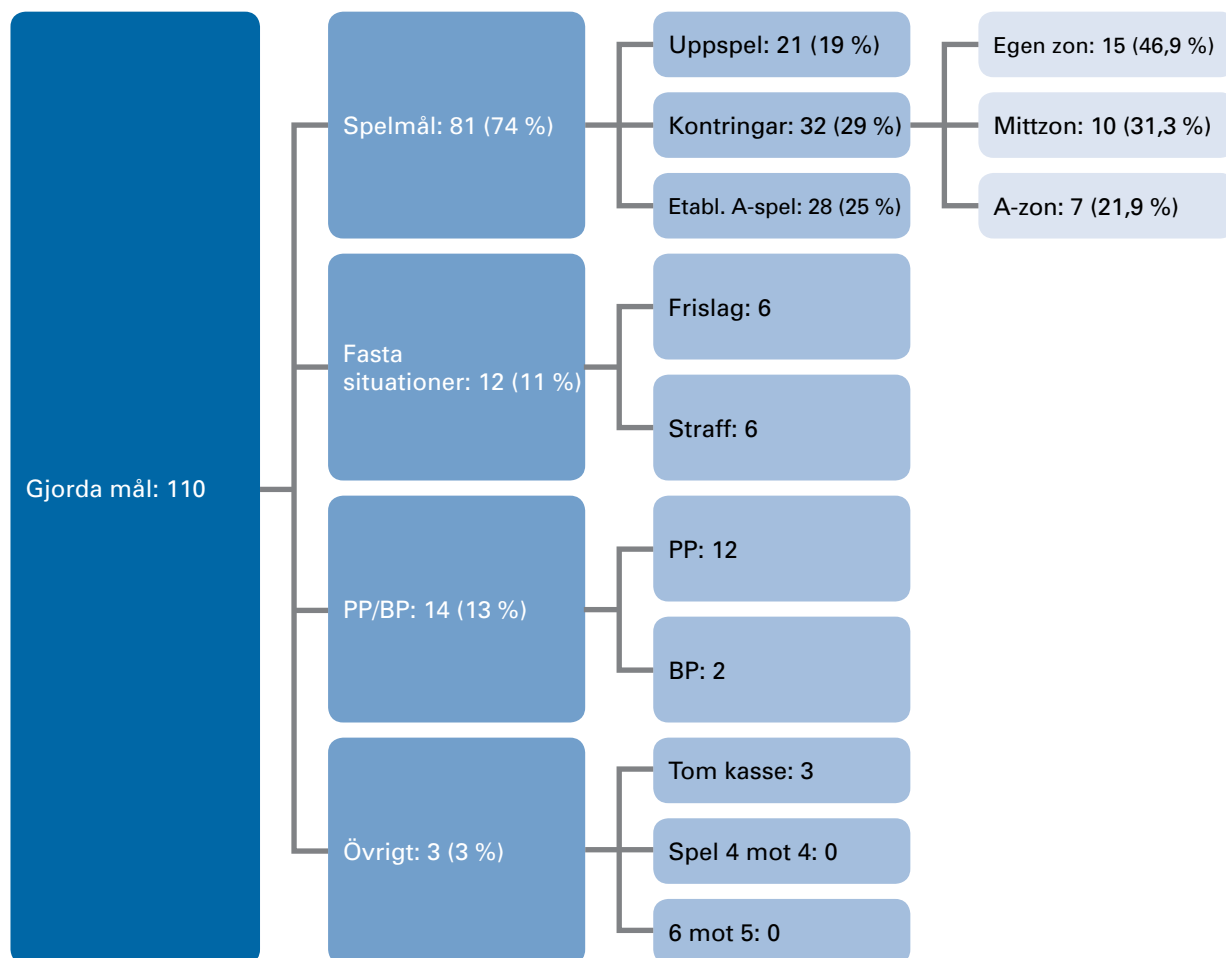 Gjorda mål: 110
Spelmål: 81 (74 %)
Uppspel: 21 (19 %)
Kontringar: 32 (29 %)
Etabl. A-spel: 28 (25 %)
Egen zon: 15 (46,9 %)
Mittzon: 10 (31,3 %)
A-zon: 7 (21,9 %)
Fasta
situationer: 12 (11 %)
Frislag: 6
Straff: 6
PP/BP: 14 (13 %)
PP: 12
BP: 2
Övrigt: 3 (3 %)
Tom kasse: 3
Spel 4 mot 4: 0
6 mot 5: 0